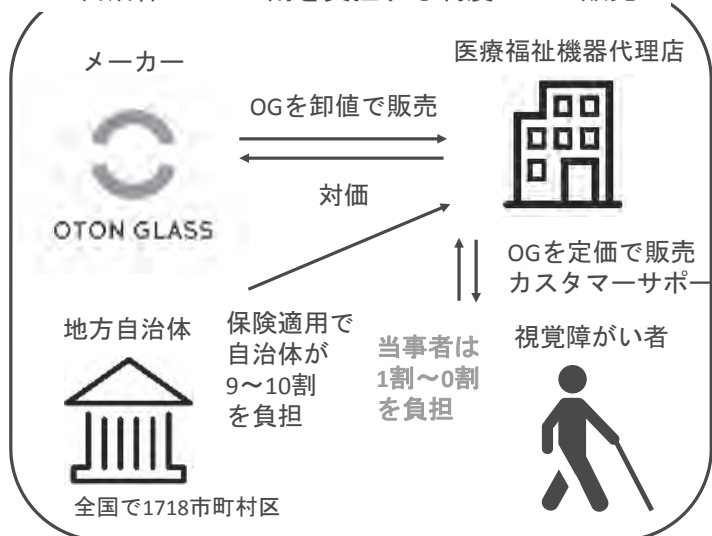 メーカー
医療福祉機器代理店
OGを卸値で販売
対価
OTON GLASS
OGを定価で販売
カスタマーサポー
地方自治体
保険適用で
自治体が
9〜10割
を負担
当事者は
1割〜0割
を負担
視覚障がい者
全国で1718市町村区